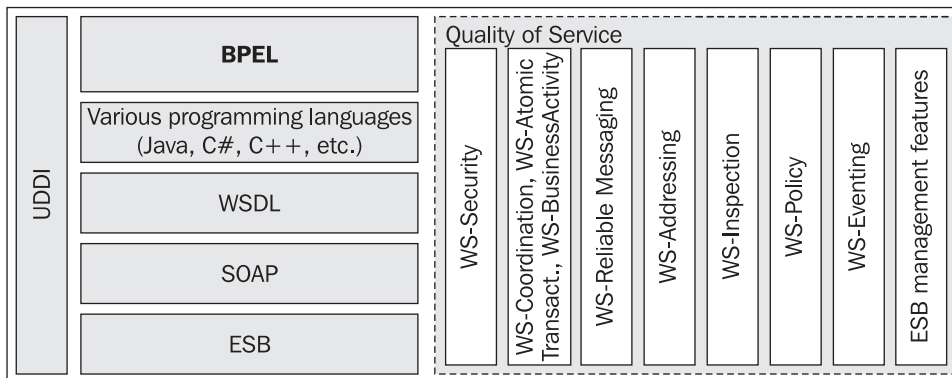 UDDI
BPEL
Various programming languages
(Java, C#, C++, etc.)
WSDL
SOAP
ESB
Quality of Service
WS-Security
WS-Coordination, WS-Atomic
Transact., WS-BusinessActivity
WS-Reliable Messaging
WS-Addressing
WS-Inspection
WS-Policy
WS-Eventing
ESB management features